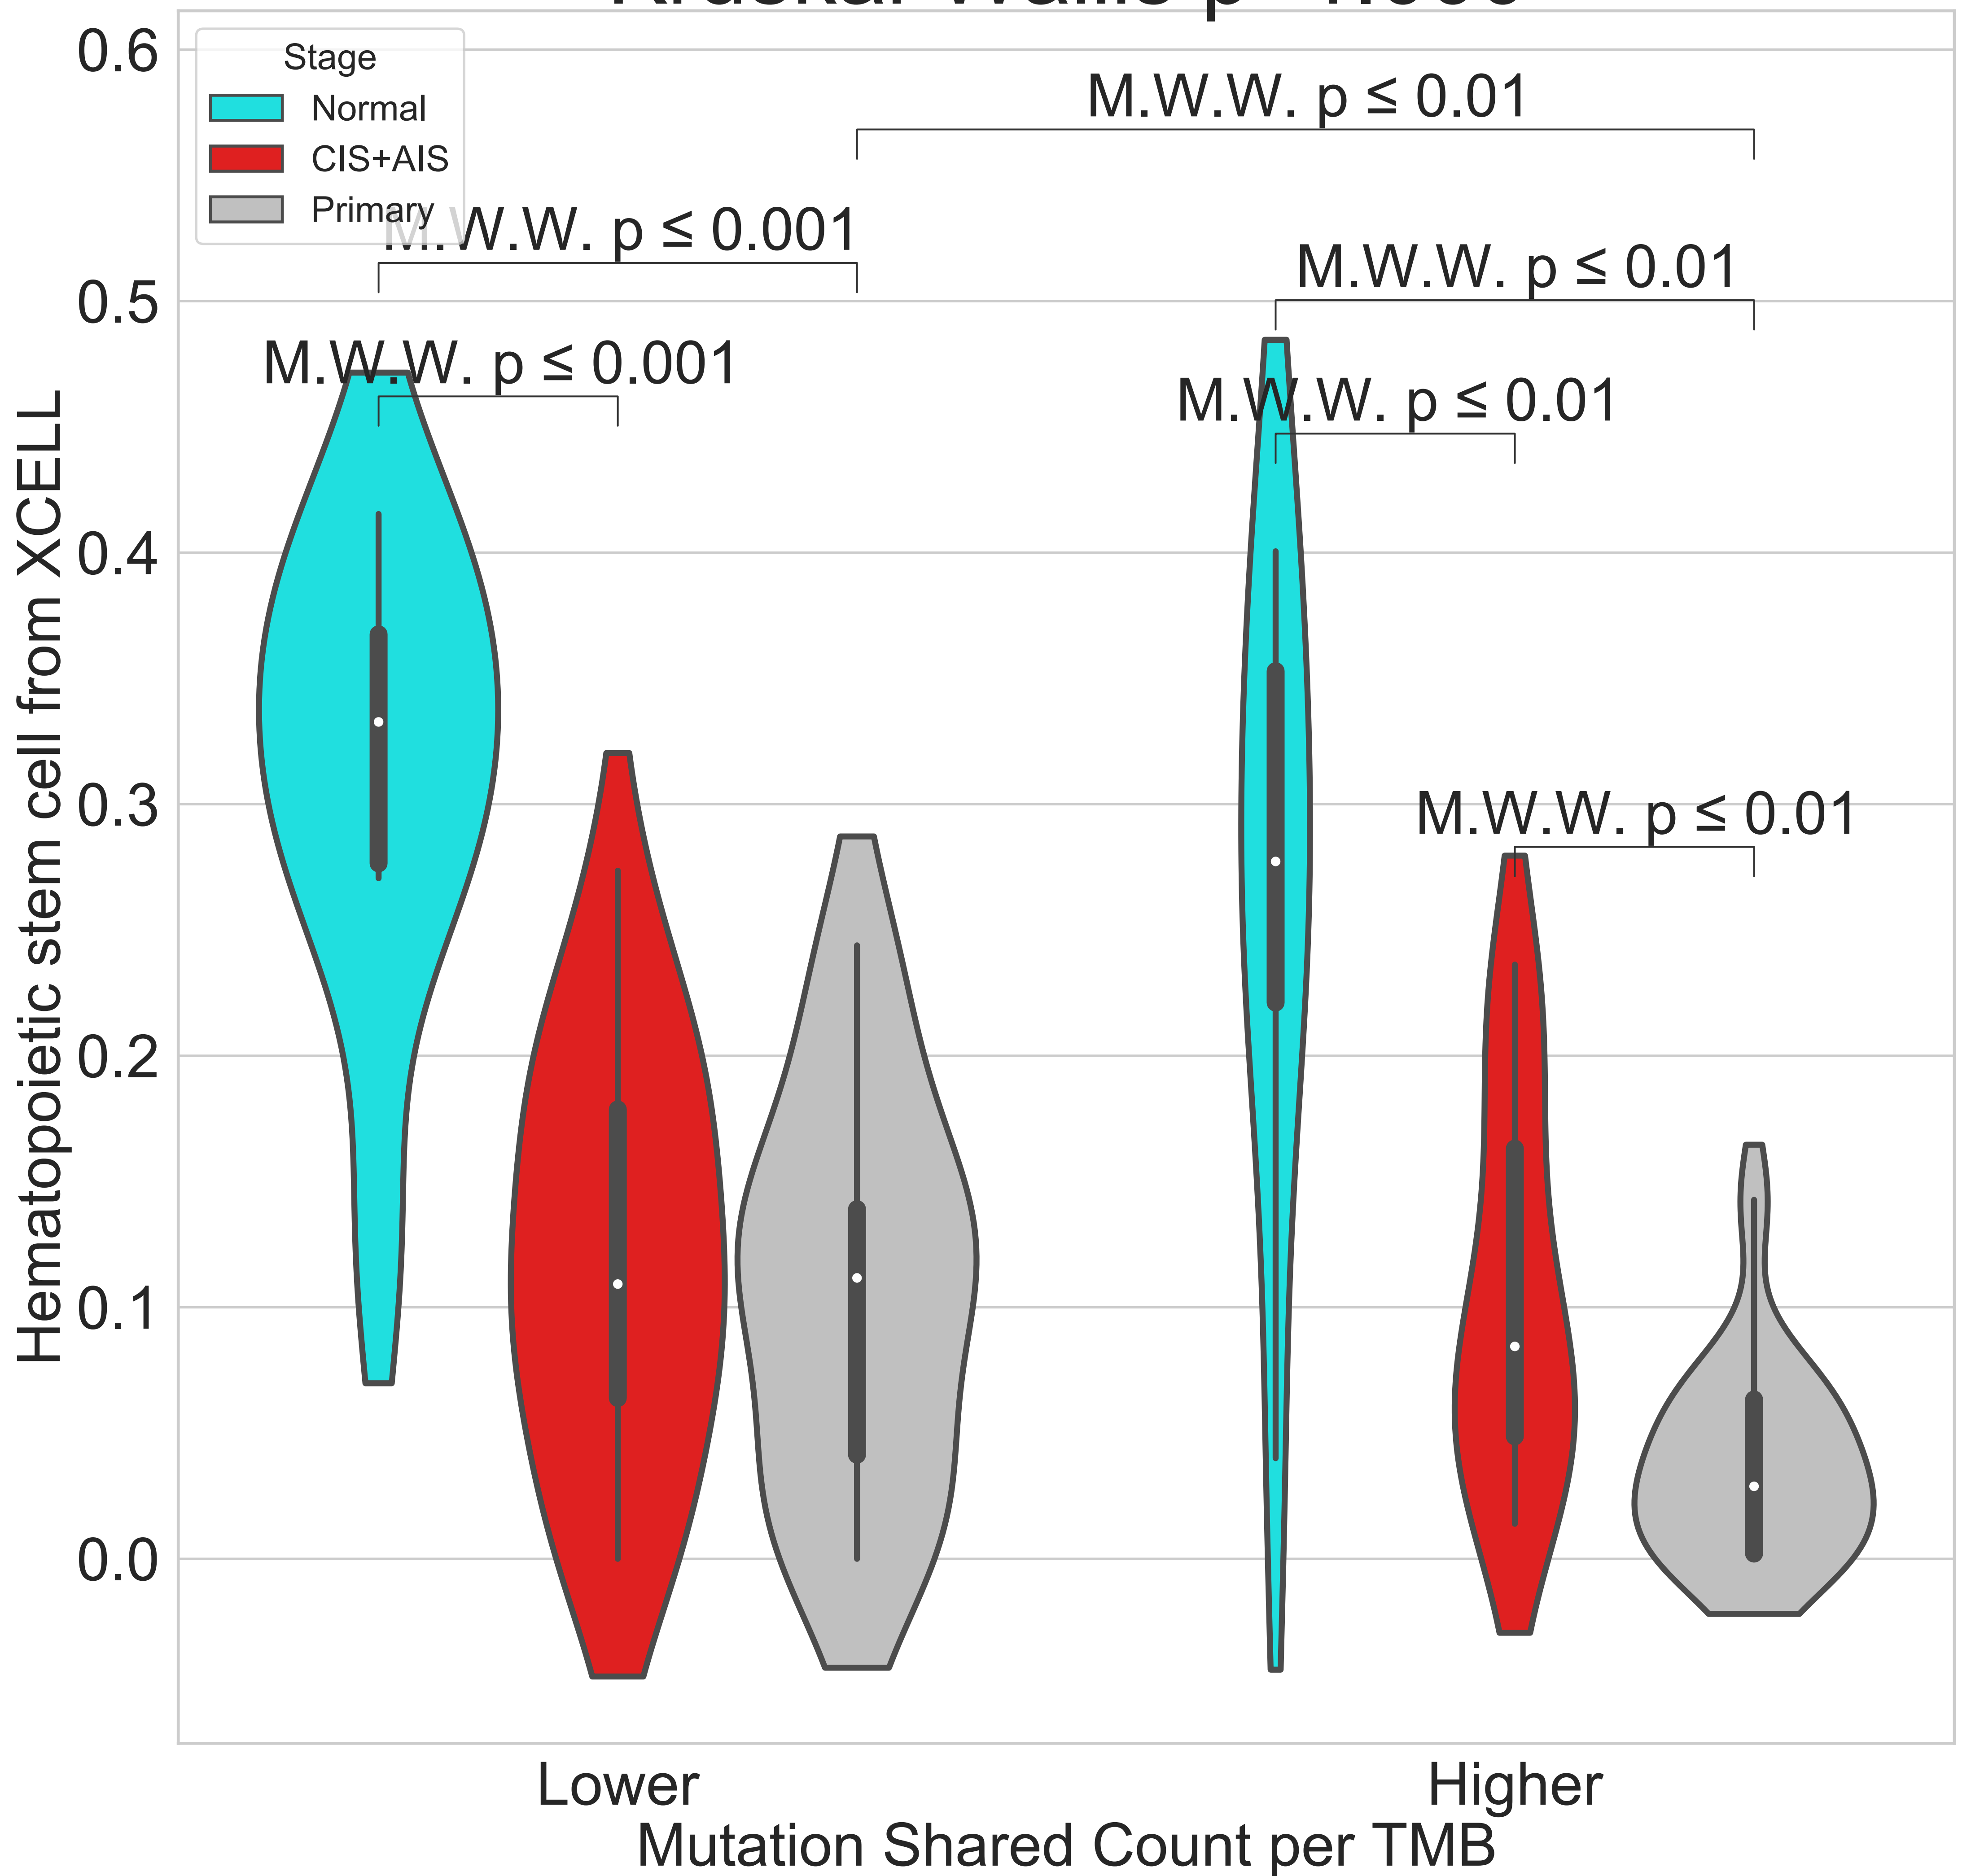 Stage
Normal
CIS+AIS
Primary
M.W.W. p ≤ 0.01
M.W.W. p ≤ 0.001
M.W.W. p ≤ 0.01
M.W.W. p ≤ 0.001
M.W.W. p ≤ 0.01
M.W.W. p ≤ 0.01
Hematopoietic stem cell from XCELL
0.6
0.5
0.4
0.3
0.2
0.1
0.0
Lower
Higher
Mutation Shared Count per TMB